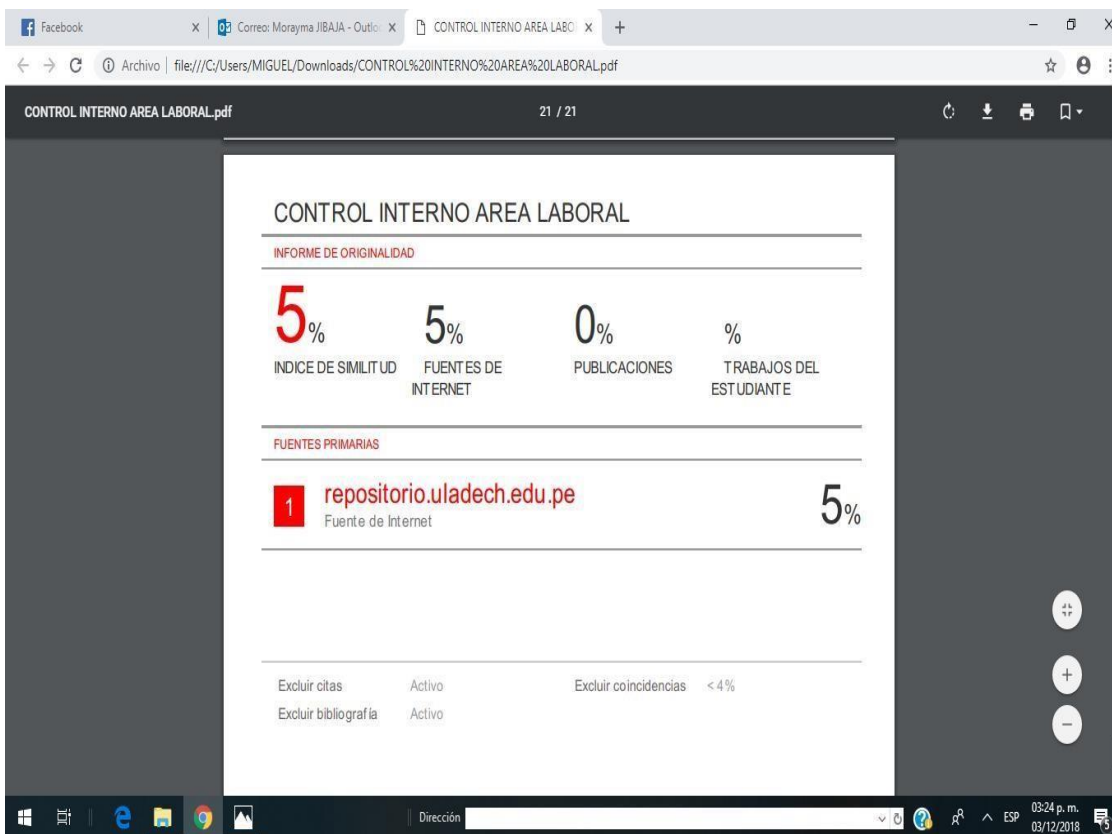 Facebook
Correo: Morayma JIBAJA - Outlo
CONTROL INTERNO AREA LABO
Archivo | file:///C:/Users/MIGUEL/Downloads/CONTROL%20INTERNO%20AREA%20LABORAL.pdf
CONTROL INTERNO AREA LABORAL.pdf
21 / 21
CONTROL INTERNO AREA LABORAL
INFORME DE ORIGINALIDAD
5%
INDICE DE SIMILITUD
5%
FUENTES DE
INTERNET
0%
PUBLICACIONES
%
TRABAJOS DEL
ESTUDIANTE
FUENTES PRIMARIAS
1
repositorio.uladech.edu.pe
Fuente de Internet
5%
Excluir citas Activo
Excluir coincidencias < 4%
Excluir bibliografía Activo
Dirección
ESP
03:24 p. m.
03/12/2018
5